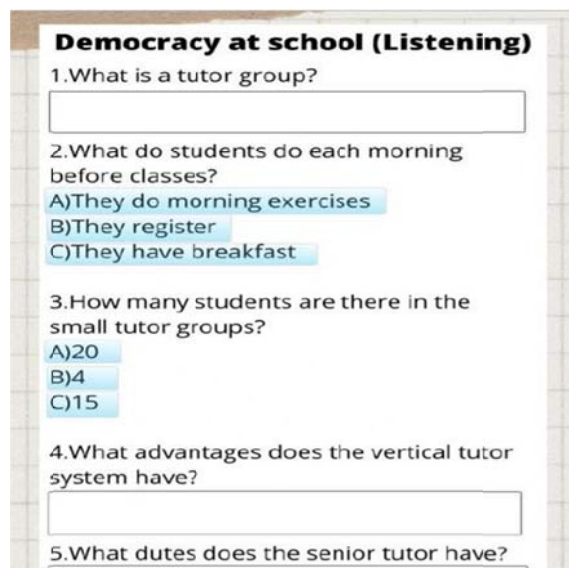 Democracy at school (Listening)
1.What is a tutor group?
2.What do students do each morning
before classes?
A)They do morning exercises
B)They register
C)They have breakfast
3.How many students are there in the
small tutor groups?
A)20
B)4
C)15
4.What advantages does the vertical tutor
system have?
5.What dutes does the senior tutor have?